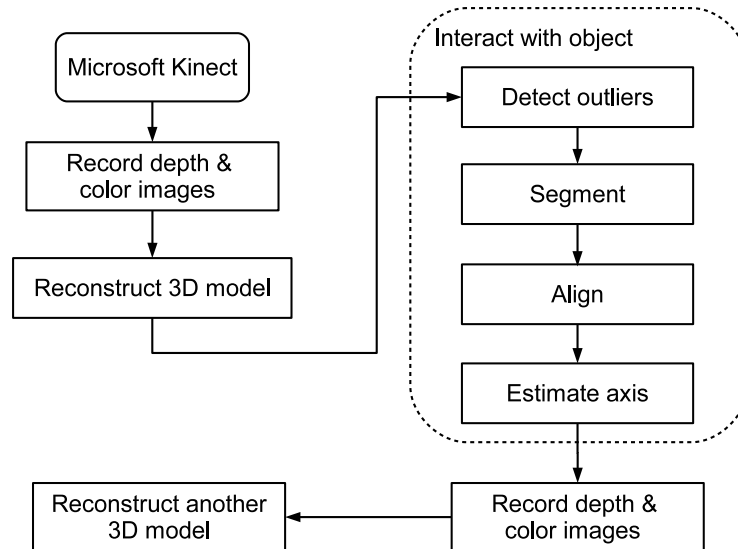 Microsoft Kinect
Record depth &
color images
Reconstruct 3D model
Interact with object
Detect outliers
Segment
Align
Estimate axis
Record depth &
color images
Reconstruct another
3D model